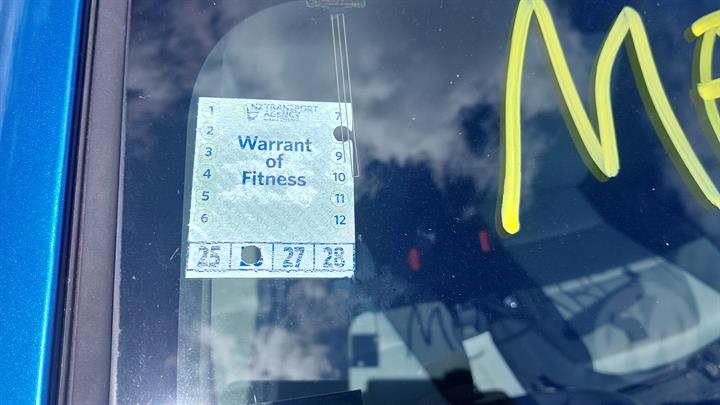 NZ TRANSPORT
AGENCY
1 7
2
3 Warrant 9
of
4 Fitness 10
5 11
6 12
25 27 28
M